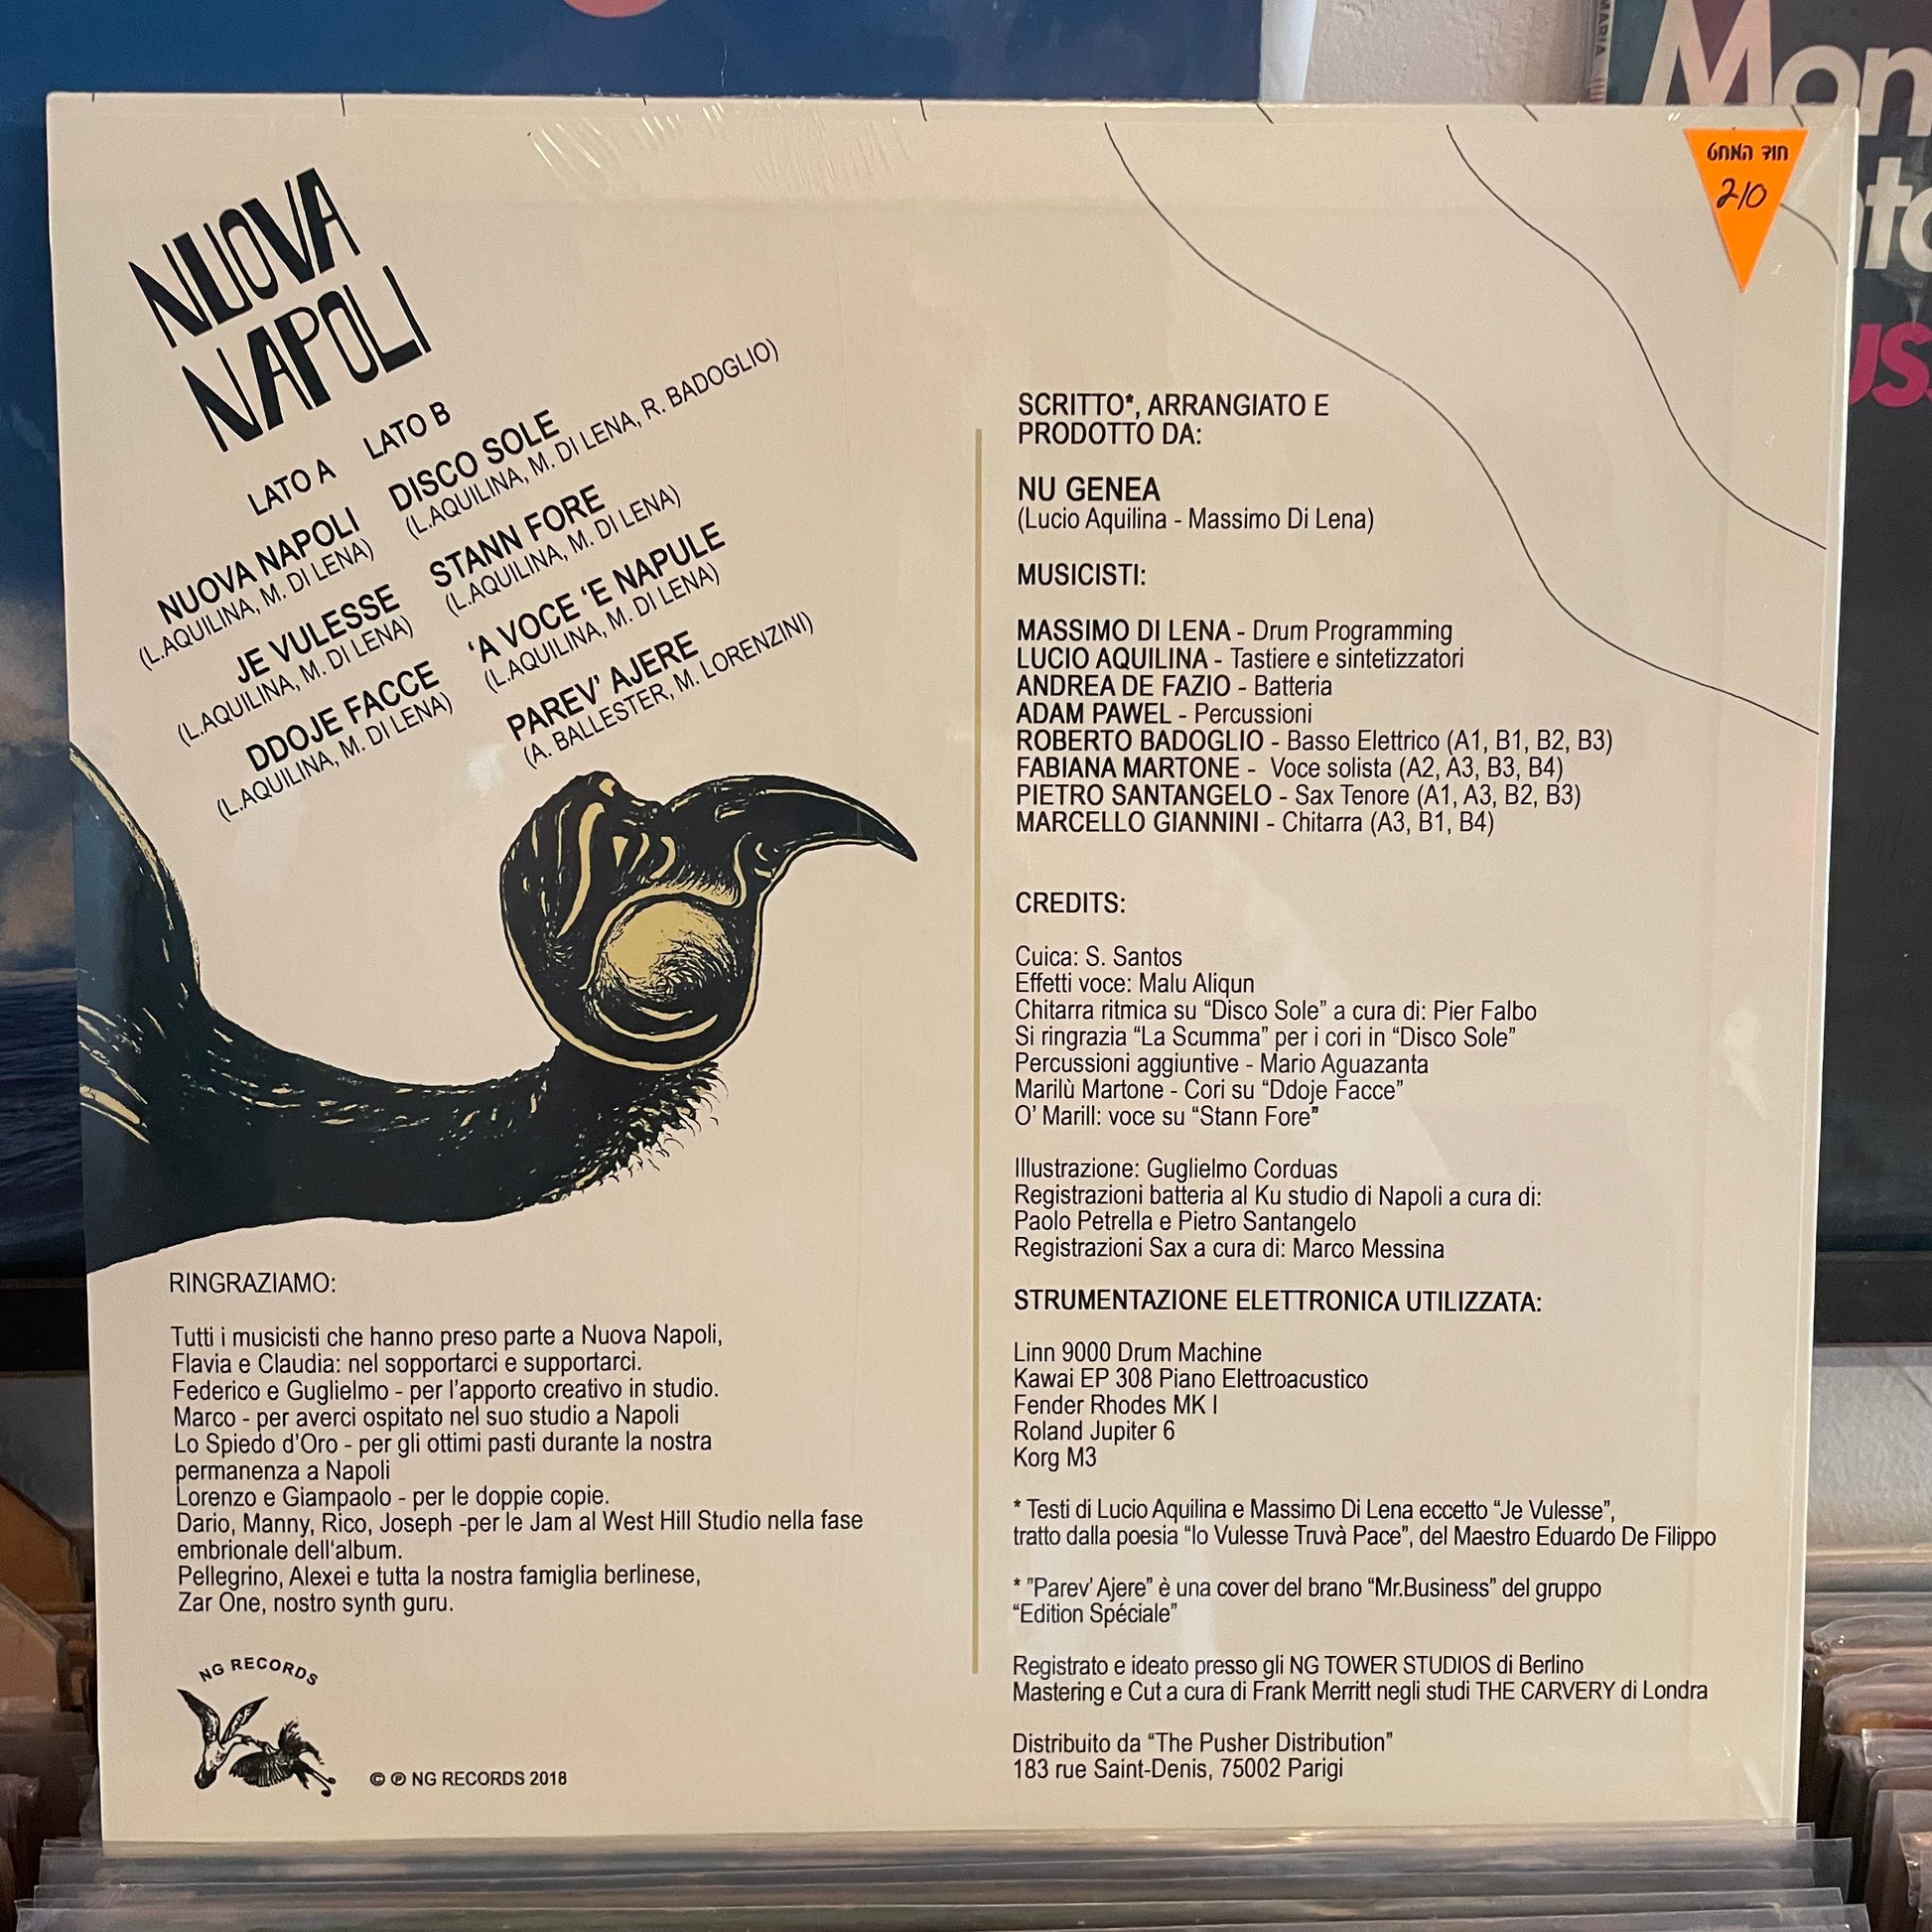 NUOVA
NAPOLI
LATO A
NUOVA NAPOLI
(L.AQUILINA, M. DI LENA)
JE VULESSE
(L.AQUILINA, M. DI LENA)
DDOJE FACCE
(L.AQUILINA, M. DI LENA)
LATO B
DISCO SOLE
(L.AQUILINA, M. DI LENA, R. BADOGLIO)
STANN FORE
(L.AQUILINA, M. DI LENA)
‘A VOCE ‘E NAPULE
(L.AQUILINA, M. DI LENA)
PAREV’ AJERE
(A. BALLESTER, M. LORENZINI)
RINGRAZIAMO:
Tutti i musicisti che hanno preso parte a Nuova Napoli,
Flavia e Claudia: nel sopportarci e supportarci.
Federico e Guglielmo - per l’apporto creativo in studio.
Marco - per averci ospitato nel suo studio a Napoli
Lo Spiedo d’Oro - per gli ottimi pasti durante la nostra
permanenza a Napoli
Lorenzo e Giampaolo - per le doppie copie.
Dario, Manny, Rico, Joseph -per le Jam al West Hill Studio nella fase
embrionale dell‘album.
Pellegrino, Alexei e tutta la nostra famiglia berlinese,
Zar One, nostro synth guru.
NG RECORDS
© ℗ NG RECORDS 2018
SCRITTO*, ARRANGIATO E
PRODOTTO DA:
NU GENEA
(Lucio Aquilina - Massimo Di Lena)
MUSICISTI:
MASSIMO DI LENA - Drum Programming
LUCIO AQUILINA - Tastiere e sintetizzatori
ANDREA DE FAZIO - Batteria
ADAM PAWEL - Percussioni
ROBERTO BADOGLIO - Basso Elettrico (A1, B1, B2, B3)
FABIANA MARTONE - Voce solista (A2, A3, B3, B4)
PIETRO SANTANGELO - Sax Tenore (A1, A3, B2, B3)
MARCELLO GIANNINI - Chitarra (A3, B1, B4)
CREDITS:
Cuica: S. Santos
Effetti voce: Malu Aliqun
Chitarra ritmica su “Disco Sole” a cura di: Pier Falbo
Si ringrazia “La Scumma” per i cori in “Disco Sole”
Percussioni aggiuntive - Mario Aguazanta
Marilù Martone - Cori su “Ddoje Facce”
O’ Marill: voce su “Stann Fore”
Illustrazione: Guglielmo Corduas
Registrazioni batteria al Ku studio di Napoli a cura di:
Paolo Petrella e Pietro Santangelo
Registrazioni Sax a cura di: Marco Messina
STRUMENTAZIONE ELETTRONICA UTILIZZATA:
Linn 9000 Drum Machine
Kawai EP 308 Piano Elettroacustico
Fender Rhodes MK I
Roland Jupiter 6
Korg M3
* Testi di Lucio Aquilina e Massimo Di Lena eccetto “Je Vulesse”,
tratto dalla poesia “Io Vulesse Truvà Pace”, del Maestro Eduardo De Filippo
* ”Parev’ Ajere” è una cover del brano “Mr.Business” del gruppo
“Edition Spéciale”
Registrato e ideato presso gli NG TOWER STUDIOS di Berlino
Mastering e Cut a cura di Frank Merritt negli studi THE CARVERY di Londra
Distribuito da “The Pusher Distribution”
183 rue Saint-Denis, 75002 Parigi
חוד המחט
210
MARIA
Mon